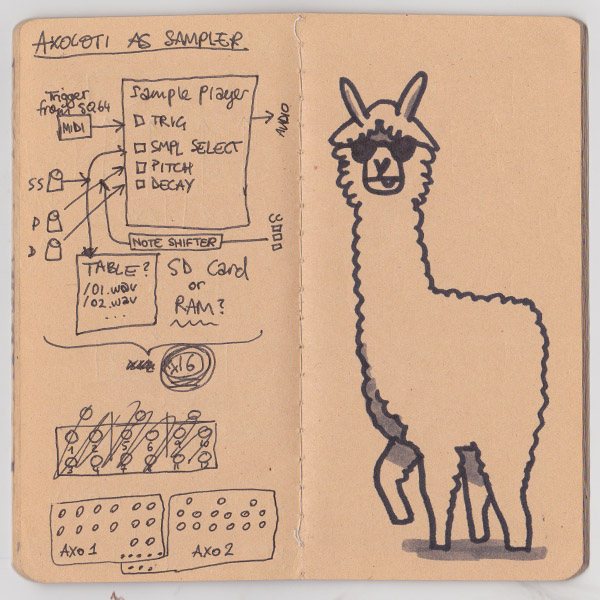 AXOLOTI AS SAMPLER
Trigger
from SQ64
MIDI
Sample Player
TRIG
SMPL SELECT
PITCH
DECAY
AUDIO
SS
P
D
NOTE SHIFTER
TABLE?
/01.wav
/02.wav
...
SD Card
or
RAM?
x16
AXO 1
AXO 2